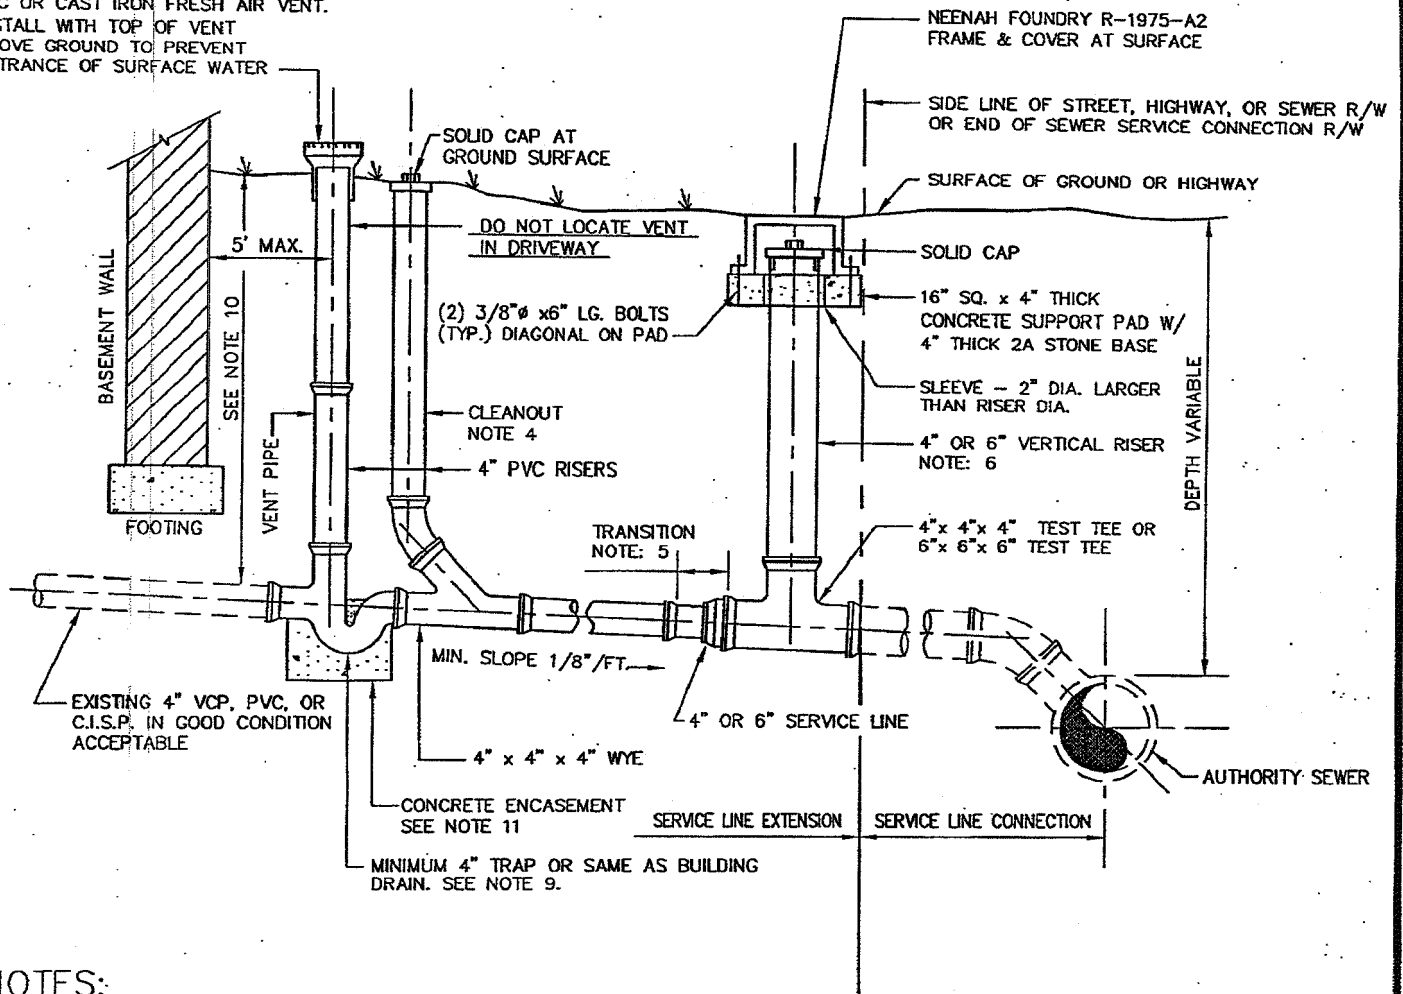 OR CAST IRON FRESH AIR VENT.
WITH TOP OF VENT
GROUND TO PREVENT
OF SURFACE WATER
NEENAH FOUNDRY R-1975-A2
FRAME & COVER AT SURFACE
SIDE LINE OF STREET, HIGHWAY, OR SEWER R/W
OR END OF SEWER SERVICE CONNECTION R/W
SOLID CAP AT
GROUND SURFACE
SURFACE OF GROUND OR HIGHWAY
DO NOT LOCATE VENT
IN DRIVEWAY
5' MAX.
SOLID CAP
BASEMENT WALL
SEE NOTE 10
(2) 3/8"ø x6" LG. BOLTS
(TYP.) DIAGONAL ON PAD
16" SQ. x 4" THICK
CONCRETE SUPPORT PAD W/
4" THICK 2A STONE BASE
SLEEVE - 2" DIA. LARGER
THAN RISER DIA.
DEPTH VARIABLE
CLEANOUT
NOTE 4
4" OR 6" VERTICAL RISER
NOTE: 6
VENT PIPE
4" PVC RISERS
FOOTING
TRANSITION
NOTE: 5
4"x 4"x 4" TEST TEE OR
6"x 6"x 6" TEST TEE
MIN. SLOPE 1/8"/FT.
EXISTING 4" VCP, PVC, OR
C.I.S.P. IN GOOD CONDITION
ACCEPTABLE
4" OR 6" SERVICE LINE
4" x 4" x 4" WYE
AUTHORITY SEWER
CONCRETE ENCASEMENT
SEE NOTE 11
SERVICE LINE EXTENSION
SERVICE LINE CONNECTION
MINIMUM 4" TRAP OR SAME AS BUILDING
DRAIN. SEE NOTE 9.
NOTES: